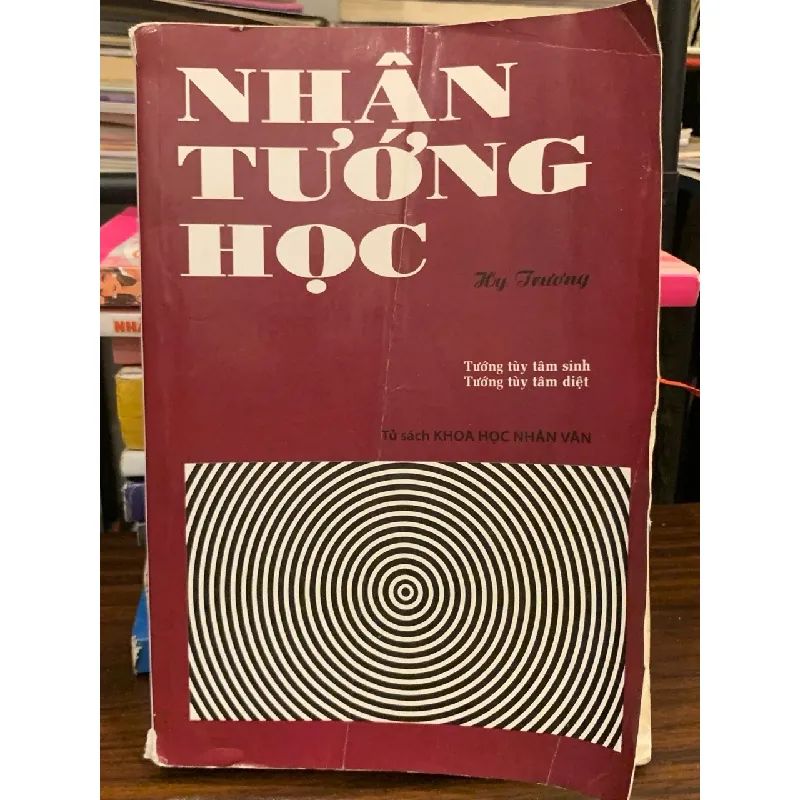 NHÂN
TƯỚNG
HỌC
Hy Trương
Tướng tùy tâm sinh
Tướng tùy tâm diệt
Tủ sách KHOA HỌC NHÂN VĂN
NHÂ